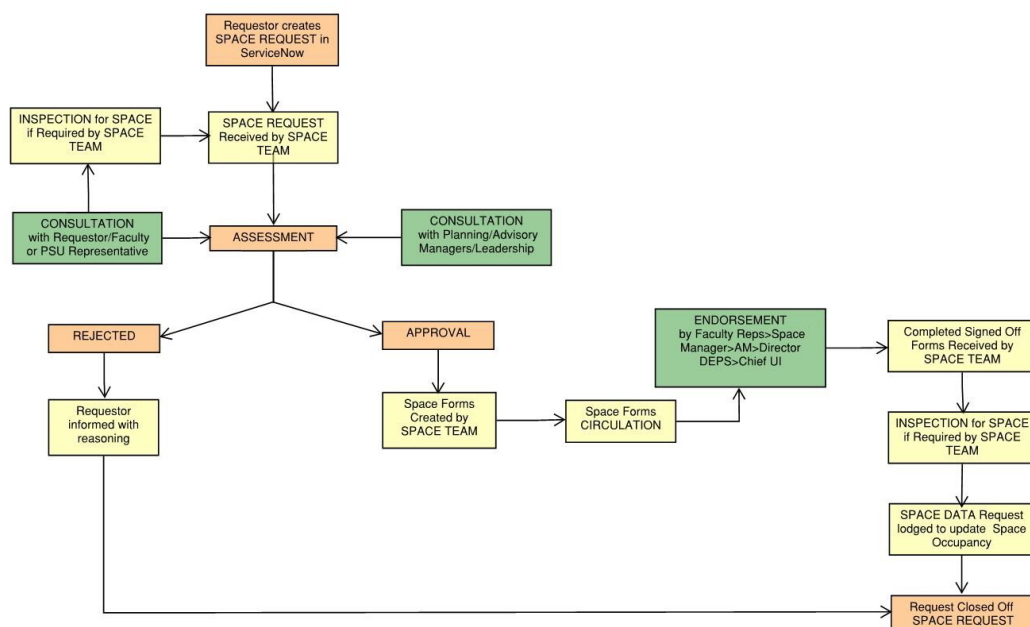 Requestor creates
SPACE REQUEST in
ServiceNow
INSPECTION for SPACE
if Required by SPACE
TEAM
SPACE REQUEST
Received by SPACE
TEAM
CONSULTATION
with Requestor/Faculty
or PSU Representative
ASSESSMENT
CONSULTATION
with Planning/Advisory
Managers/Leadership
REJECTED
APPROVAL
ENDORSEMENT
by Faculty Reps>Space
Manager>AM>Director
DEPS>Chief UI
Completed Signed Off
Forms Received by
SPACE TEAM
Requestor
informed with
reasoning
Space Forms
Created by
SPACE TEAM
Space Forms
CIRCULATION
INSPECTION for SPACE
if Required by SPACE
TEAM
SPACE DATA Request
lodged to update Space
Occupancy
Request Closed Off
SPACE REQUEST